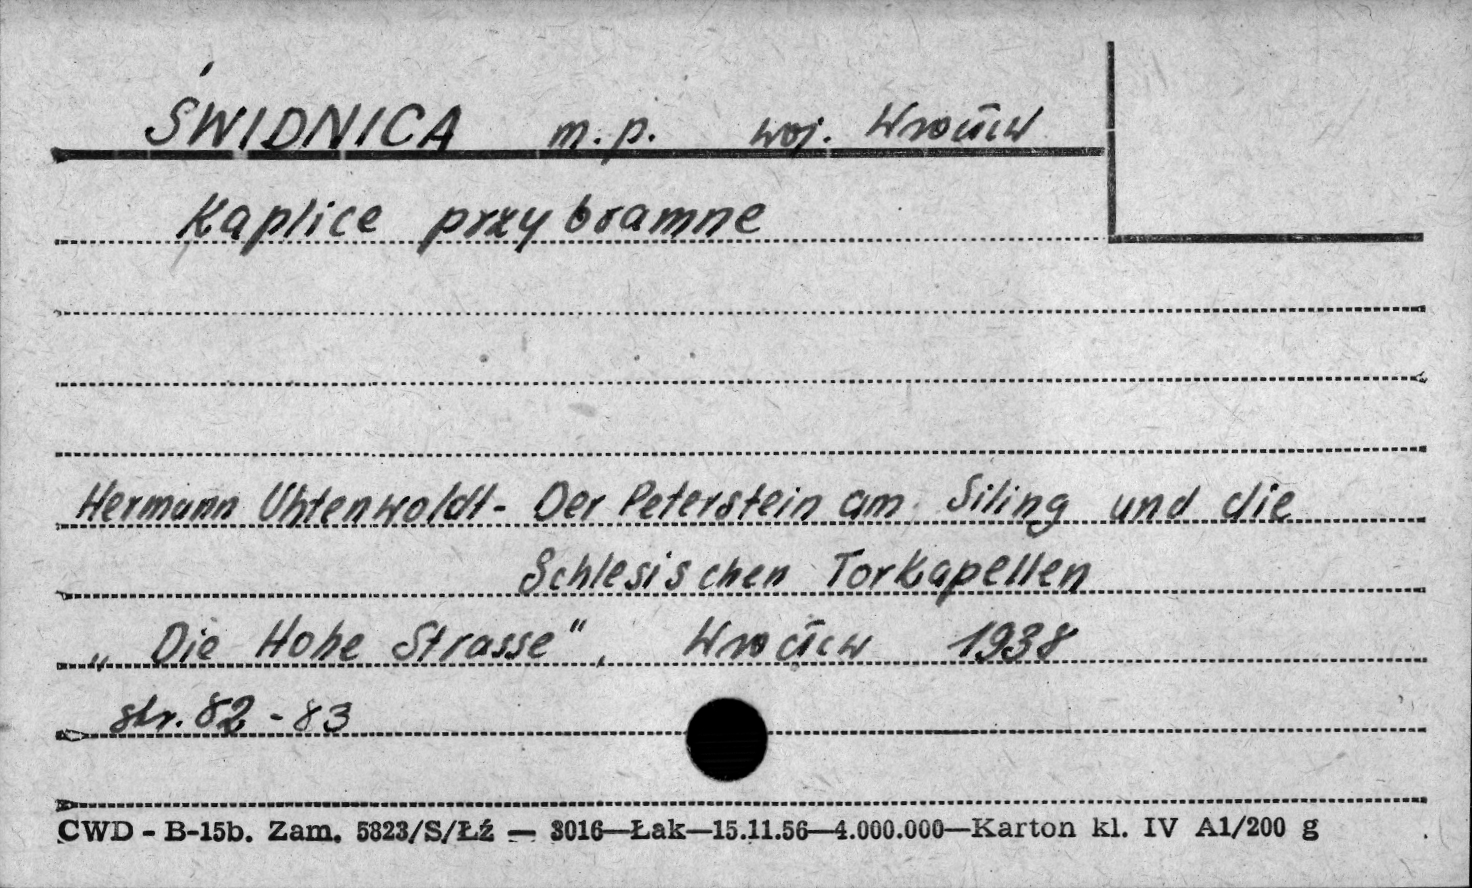 ŚWIDNICA m.p. woj. Wrocław
Kaplice przybramne
Hermann Uhtenwoldt - Der Peterstein am Siling und die
Schlesischen Torkapellen
„Die Hohe Strasse", Wrocław 1938
str. 82-83
CWD - B-15b. Zam. 5823/S/Łź — 3016—Łak—15.11.56—4.000.000—Karton kl. IV A1/200 g